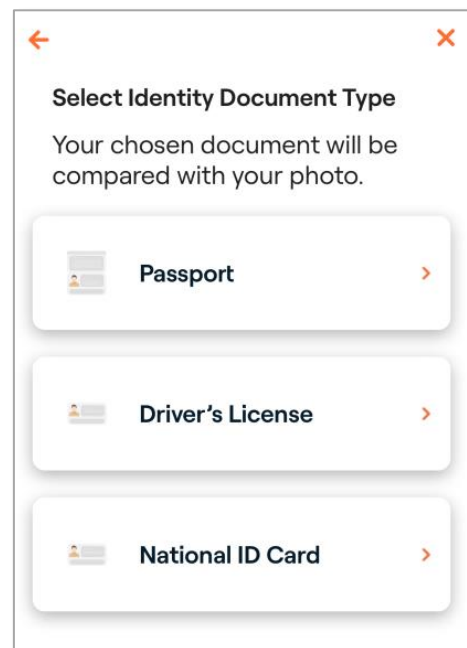 Select Identity Document Type
Your chosen document will be
compared with your photo.
Passport
Driver’s License
National ID Card